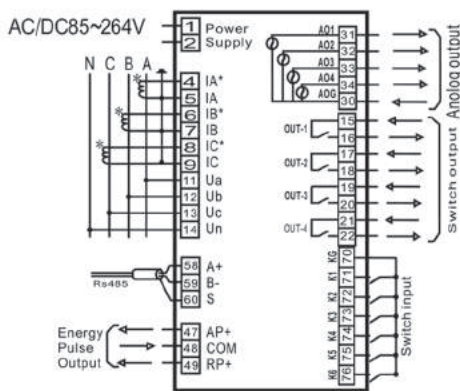 AC/DC85~264V
1 Power
2 Supply
N C B A
* 4 IA*
5 IA
* 6 IB*
7 IB
* 8 IC*
9 IC
11 Ua
12 Ub
13 Uc
14 Un
Rs485
58 A+
59 B-
60 S
Energy
Pulse
Output
47 AP+
48 COM
49 RP+
AO1 31
AO2 32
AO3 33
AO4 34
AOG 30
Anolog output
OUT-1 15
16
OUT-2 17
18
OUT-3 19
20
OUT-4 21
22
Switch output
KG 70
K1 71
K2 72
K3 73
K4 74
K5 75
K6 76
Switch input